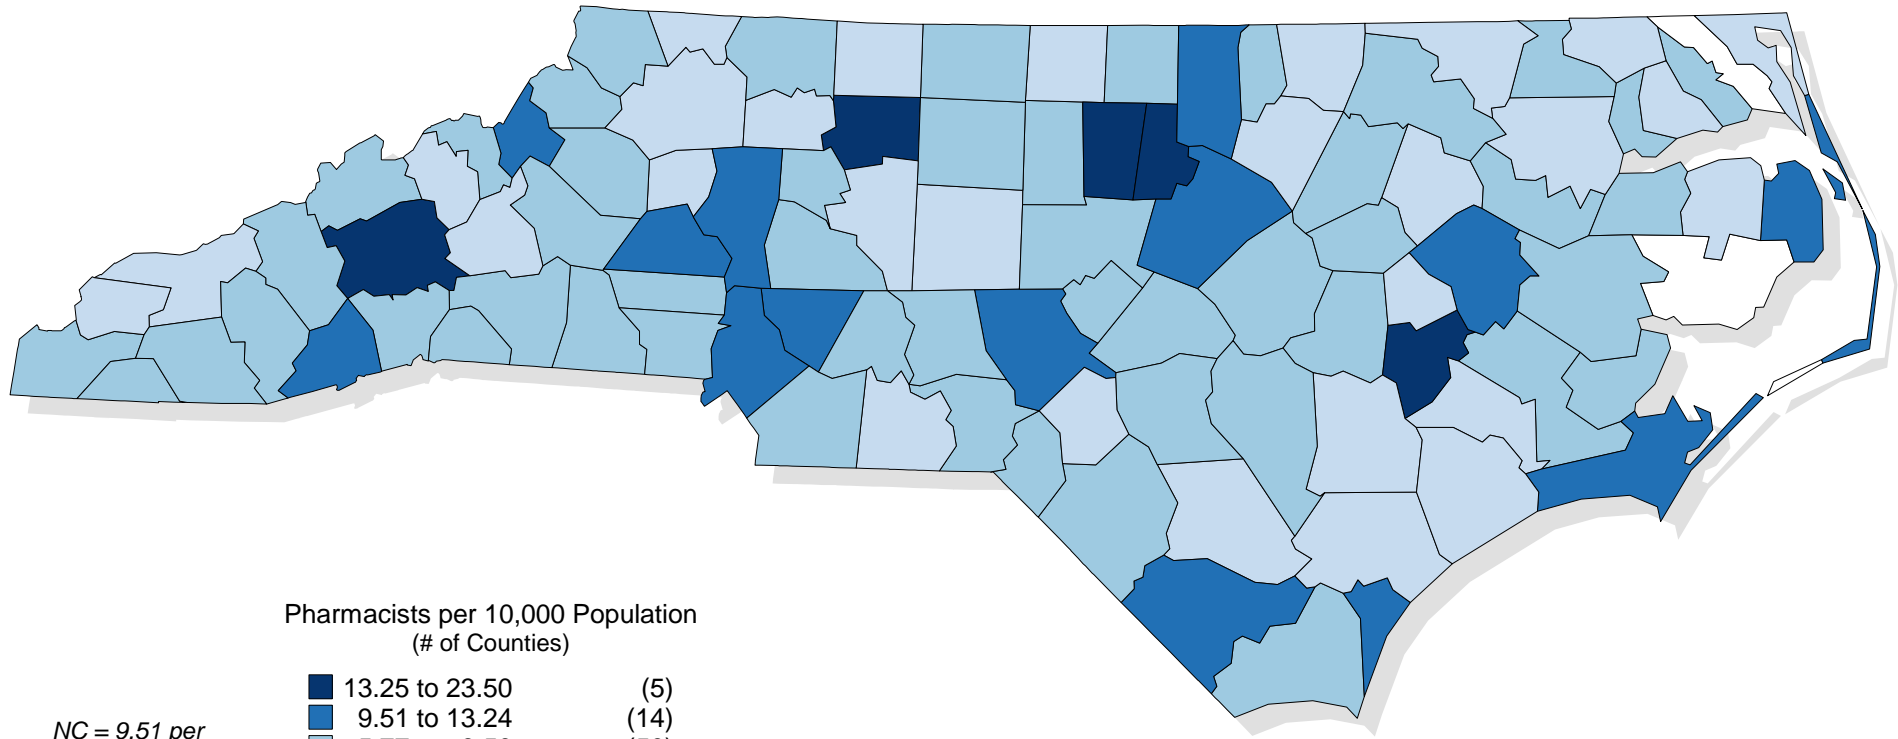 Pharmacists per 10,000 Population
(# of Counties)
13.25 to 23.50 (5)
9.51 to 13.24 (14)
NC = 9.51 per